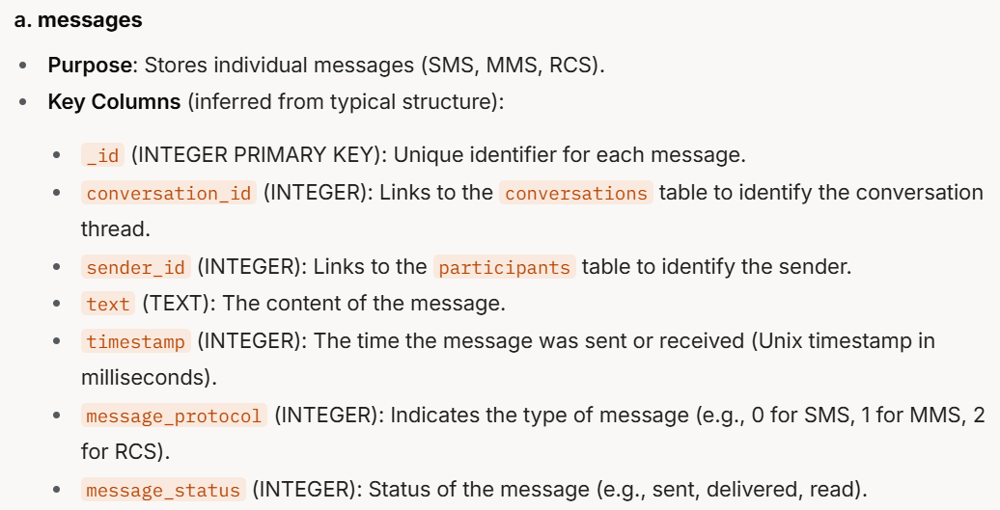 a. messages
• Purpose: Stores individual messages (SMS, MMS, RCS).
• Key Columns (inferred from typical structure):
• _id (INTEGER PRIMARY KEY): Unique identifier for each message.
• conversation_id (INTEGER): Links to the conversations table to identify the conversation
thread.
• sender_id (INTEGER): Links to the participants table to identify the sender.
• text (TEXT): The content of the message.
• timestamp (INTEGER): The time the message was sent or received (Unix timestamp in
milliseconds).
• message_protocol (INTEGER): Indicates the type of message (e.g., 0 for SMS, 1 for MMS, 2
for RCS).
• message_status (INTEGER): Status of the message (e.g., sent, delivered, read).